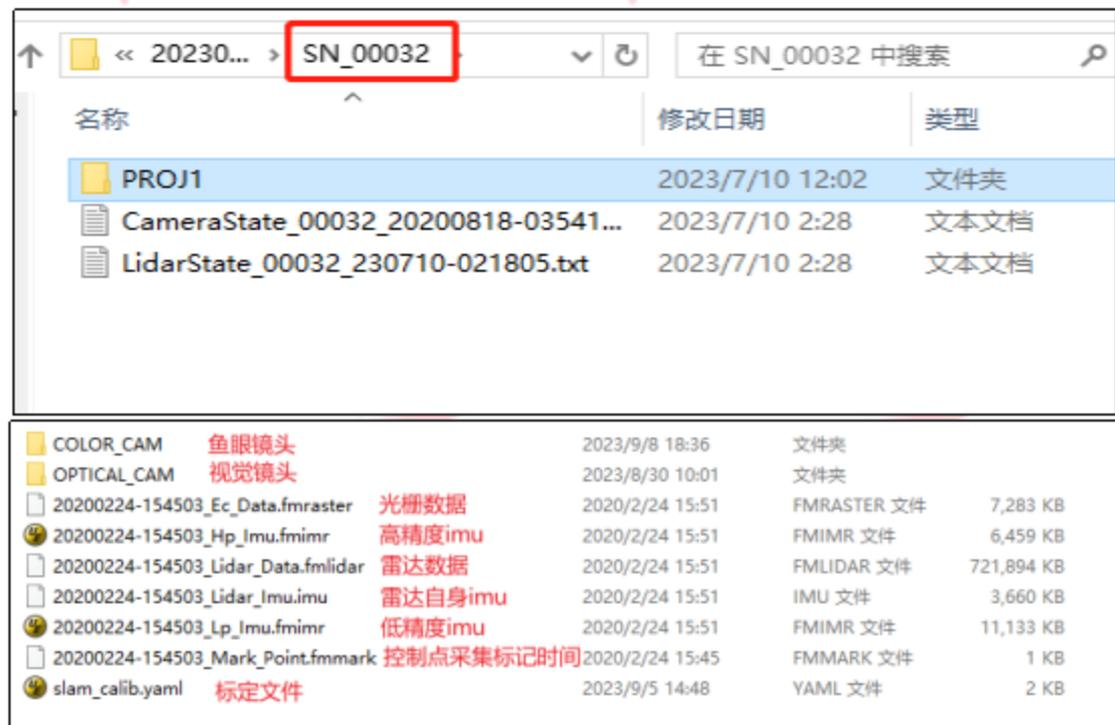 « 20230... › SN_00032 › 在 SN_00032 中搜索
名称 修改日期 类型
PROJ1 2023/7/10 12:02 文件夹
CameraState_00032_20200818-03541... 2023/7/10 2:28 文本文档
LidarState_00032_230710-021805.txt 2023/7/10 2:28 文本文档
COLOR_CAM 鱼眼镜头 2023/9/8 18:36 文件夹
OPTICAL_CAM 视觉镜头 2023/8/30 10:01 文件夹
20200224-154503_Ec_Data.fmraster 光栅数据 2020/2/24 15:51 FMRASTER 文件 7,283 KB
20200224-154503_Hp_Imu.fmimr 高精度imu 2020/2/24 15:51 FMIMR 文件 6,459 KB
20200224-154503_Lidar_Data.fmlidar 雷达数据 2020/2/24 15:51 FMLIDAR 文件 721,894 KB
20200224-154503_Lidar_Imu.imu 雷达自身imu 2020/2/24 15:51 IMU 文件 3,660 KB
20200224-154503_Lp_Imu.fmimr 低精度imu 2020/2/24 15:51 FMIMR 文件 11,133 KB
20200224-154503_Mark_Point.fmmark 控制点采集标记时间 2020/2/24 15:45 FMMARK 文件 1 KB
slam_calib.yaml 标定文件 2023/9/5 14:48 YAML 文件 2 KB